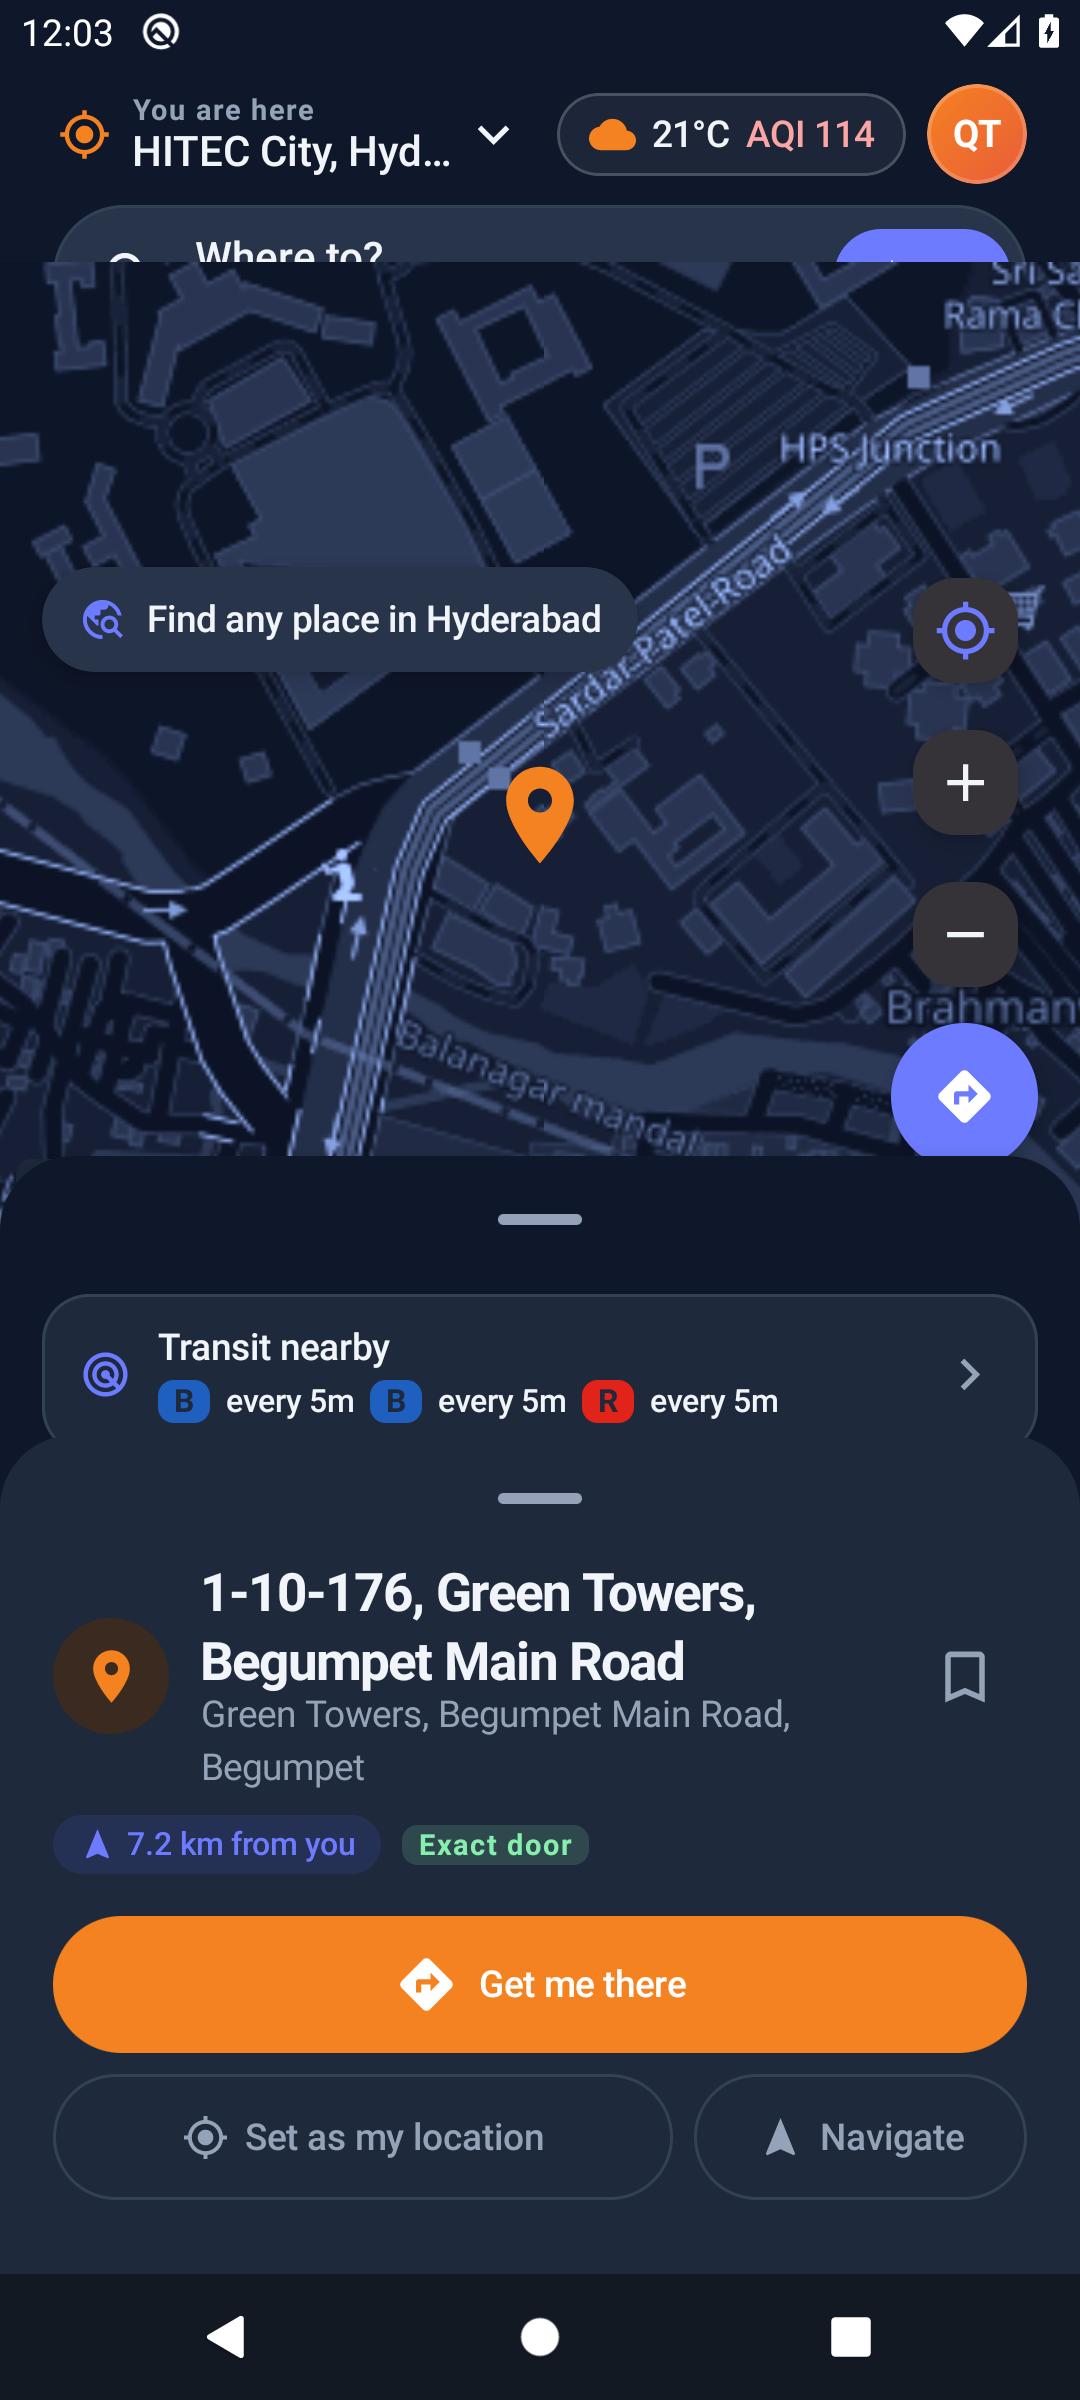 12:03
You are here
HITEC City, Hyd...
21°C AQI 114
QT
Where to?
Sri Sa
Rama Cl
HPS Junction
P
Sardar Patel Road
Find any place in Hyderabad
Brahman
Balanagar mandal
Transit nearby
B every 5m B every 5m R every 5m
1-10-176, Green Towers,
Begumpet Main Road
Green Towers, Begumpet Main Road,
Begumpet
7.2 km from you
Exact door
Get me there
Set as my location
Navigate